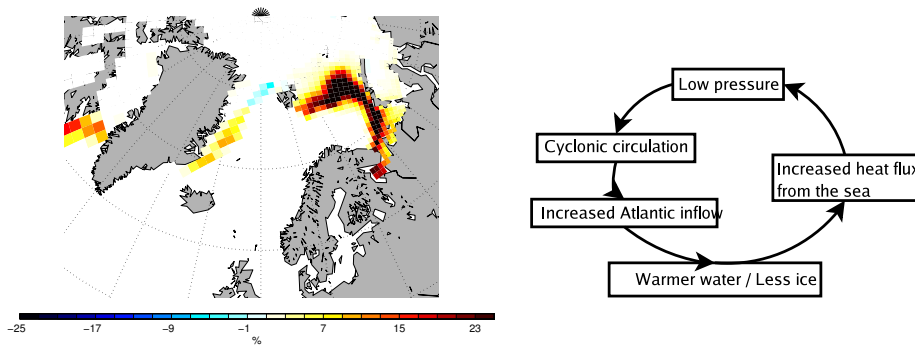 −25
−17
−9
−1
7
15
23
%
Low pressure
Cyclonic circulation
Increased Atlantic inflow
Warmer water / Less ice
Increased heat flux
from the sea